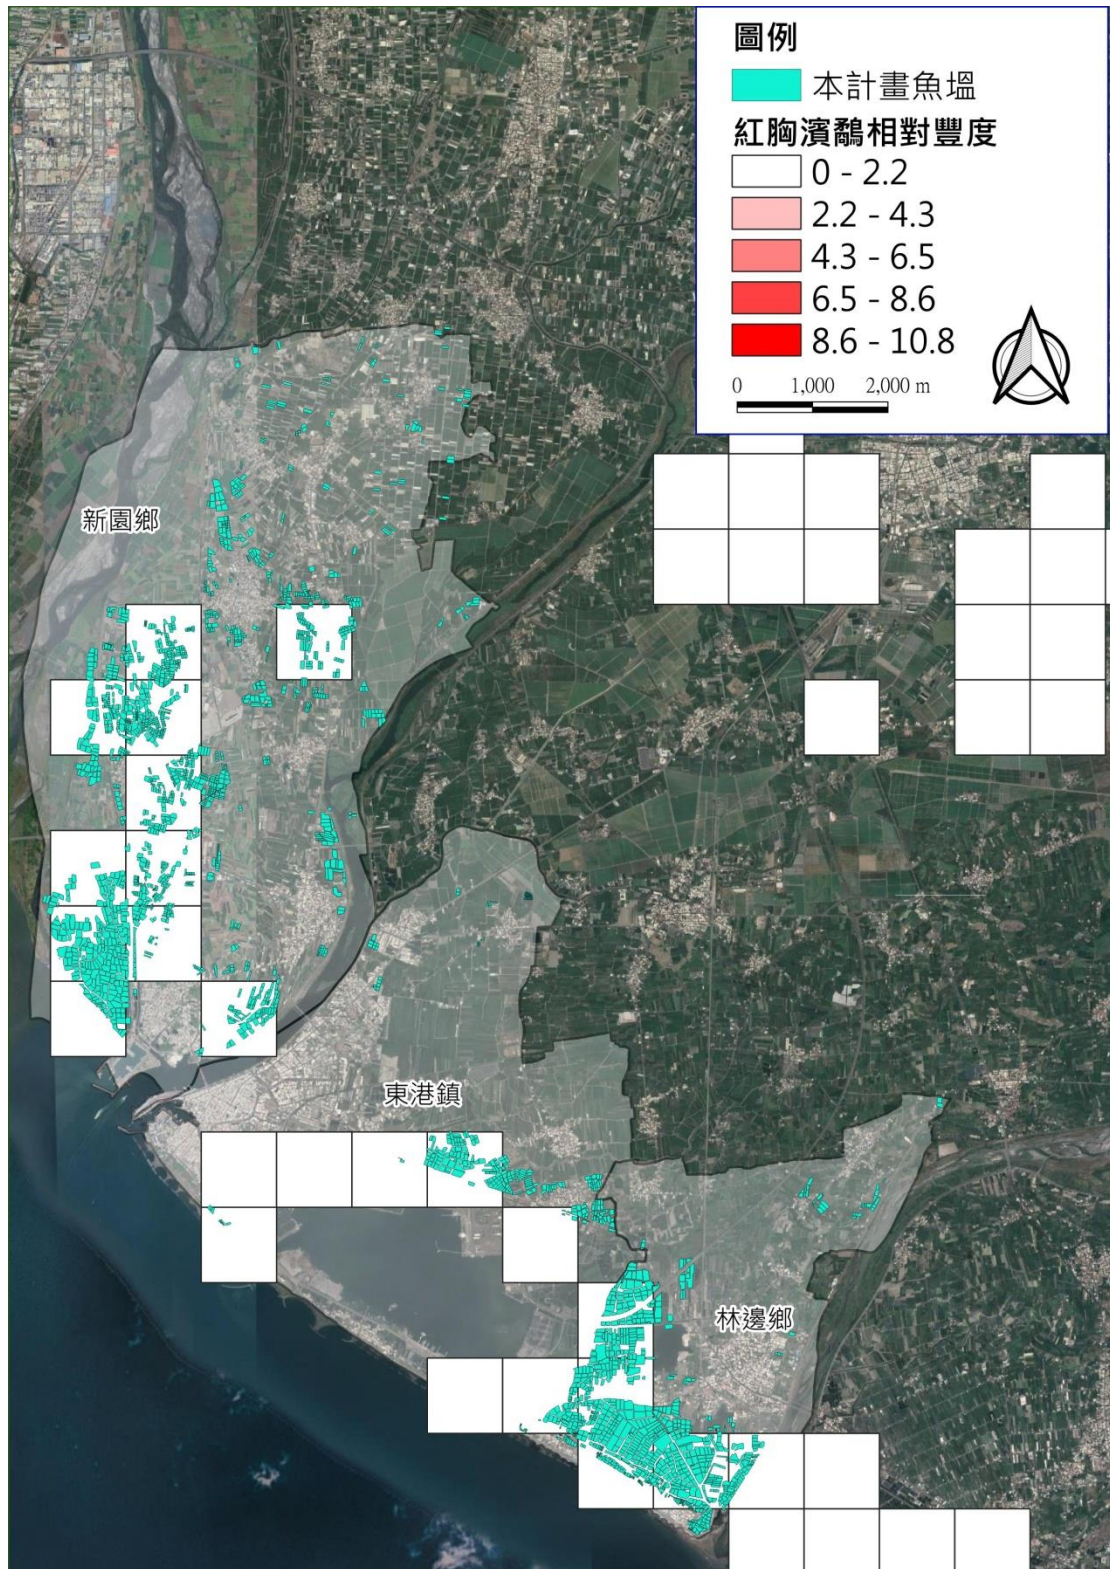 圖例
本計畫魚塭
紅胸濱鷸相對豐度
0 - 2.2
2.2 - 4.3
4.3 - 6.5
6.5 - 8.6
8.6 - 10.8
0 1,000 2,000 m
新園鄉
東港鎮
林邊鄉